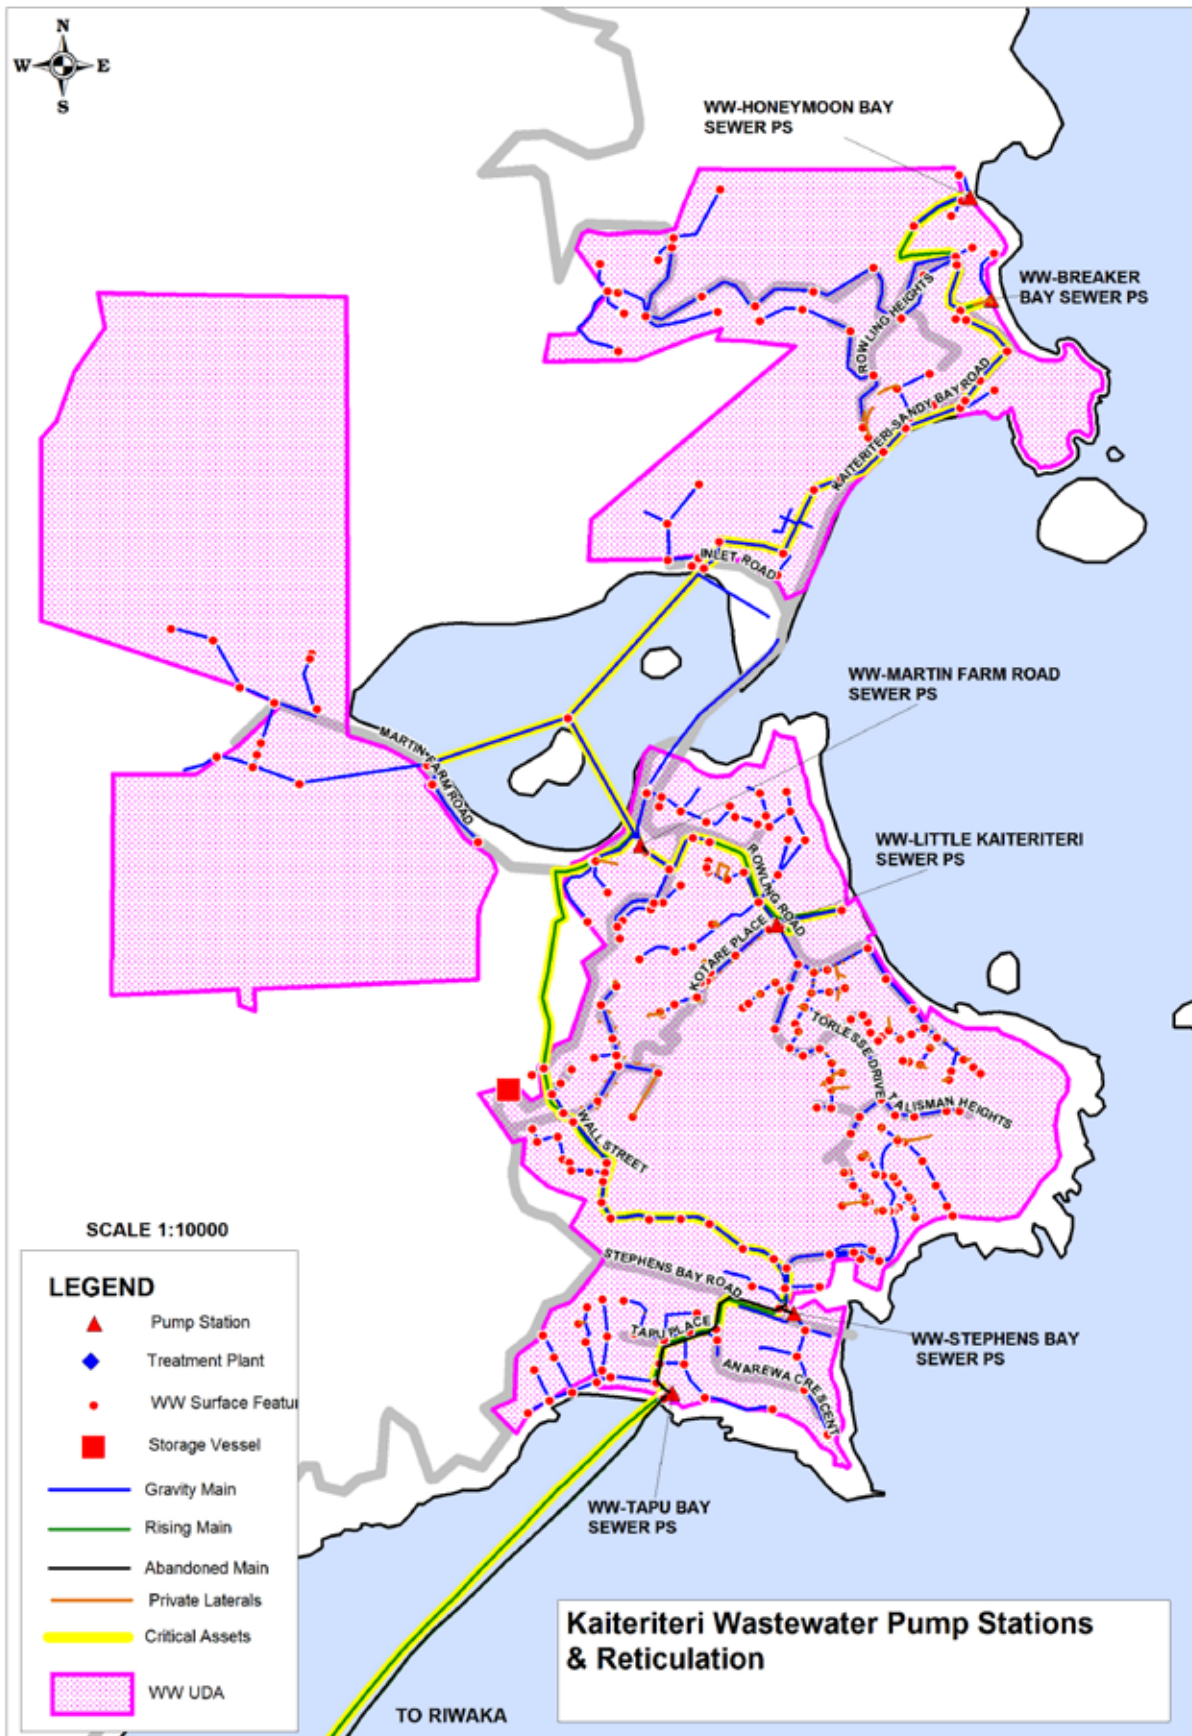 N
W E
S
WW-HONEYMOON BAY
SEWER PS
WW-BREAKER
BAY SEWER PS
ROWLING HEIGHTS
KAITERITERI-SANDY BAY ROAD
INLET ROAD
WW-MARTIN FARM ROAD
SEWER PS
MARTIN FARM ROAD
WW-LITTLE KAITERITERI
SEWER PS
ROWLING ROAD
KOTARE PLACE
TORLESSE DRIVE
TALISMAN HEIGHTS
WALL STREET
STEPHENS BAY ROAD
TAPU PLACE
ANAREWA CRESCENT
WW-STEPHENS BAY
SEWER PS
WW-TAPU BAY
SEWER PS
SCALE 1:10000
LEGEND
Pump Station
Treatment Plant
WW Surface Featu
Storage Vessel
Gravity Main
Rising Main
Abandoned Main
Private Laterals
Critical Assets
WW UDA
TO RIWAKA
Kaiteriteri Wastewater Pump Stations
& Reticulation